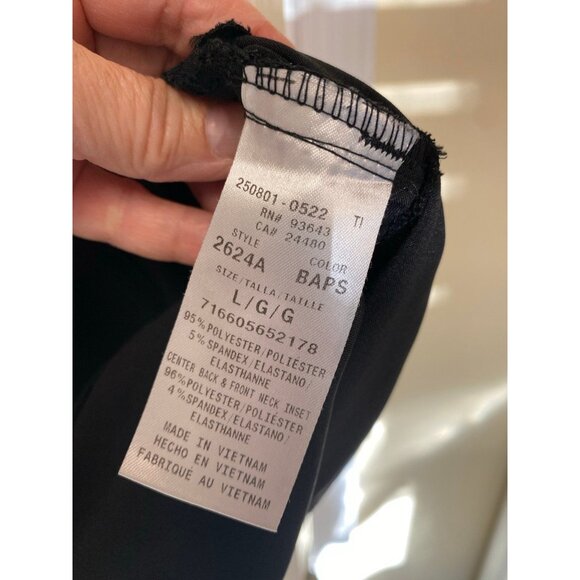 250801-0522 TI
RN# 93643
CA# 24480
STYLE COLOR
2624A BAPS
SIZE/TALLA/TAILLE
L/G/G
716605652178
95% POLYESTER/POLIÉSTER
5% SPANDEX/ELASTANO/
ELASTHANNE
CENTER BACK & FRONT NECK INSET
96% POLYESTER/POLIÉSTER
4% SPANDEX/ELASTANO/
ELASTHANNE
MADE IN VIETNAM
HECHO EN VIETNAM
FABRIQUÉ AU VIETNAM